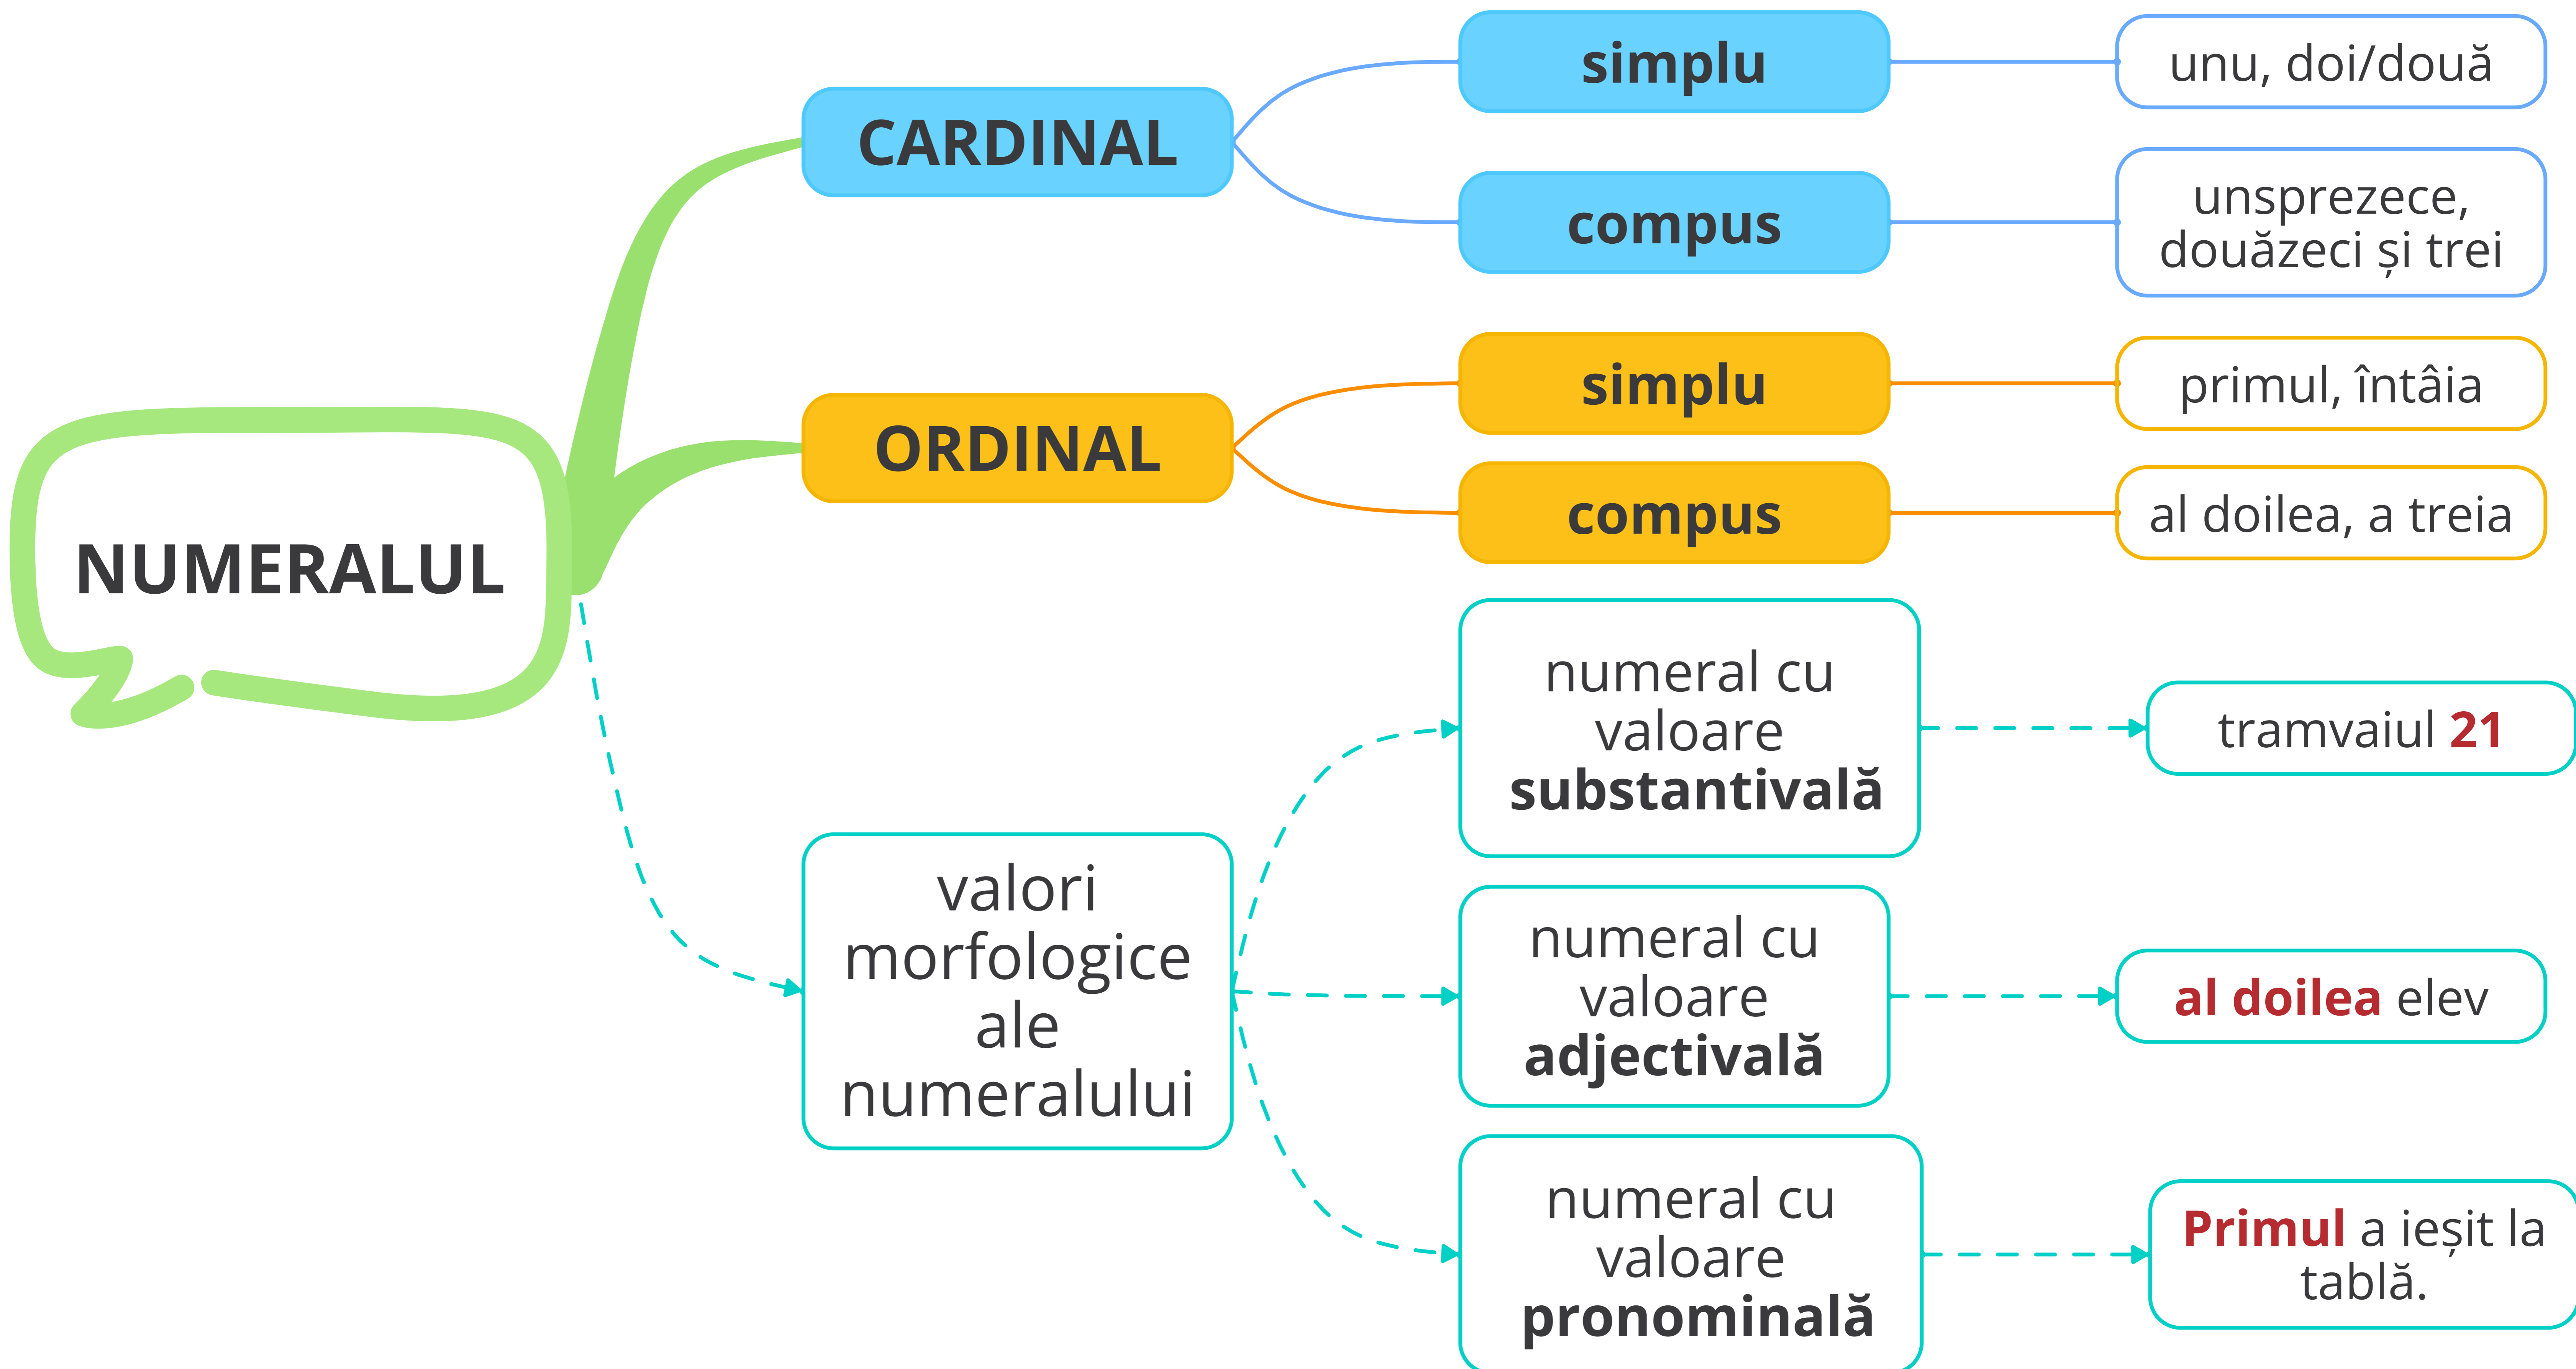 NUMERALUL
CARDINAL
simplu
unu, doi/două
compus
unsprezece,
douăzeci și trei
ORDINAL
simplu
primul, întâia
compus
al doilea, a treia
valori
morfologice
ale
numeralului
numeral cu
valoare
substantivală
tramvaiul 21
numeral cu
valoare
adjectivală
al doilea elev
numeral cu
valoare
pronominală
Primul a ieșit la
tablă.